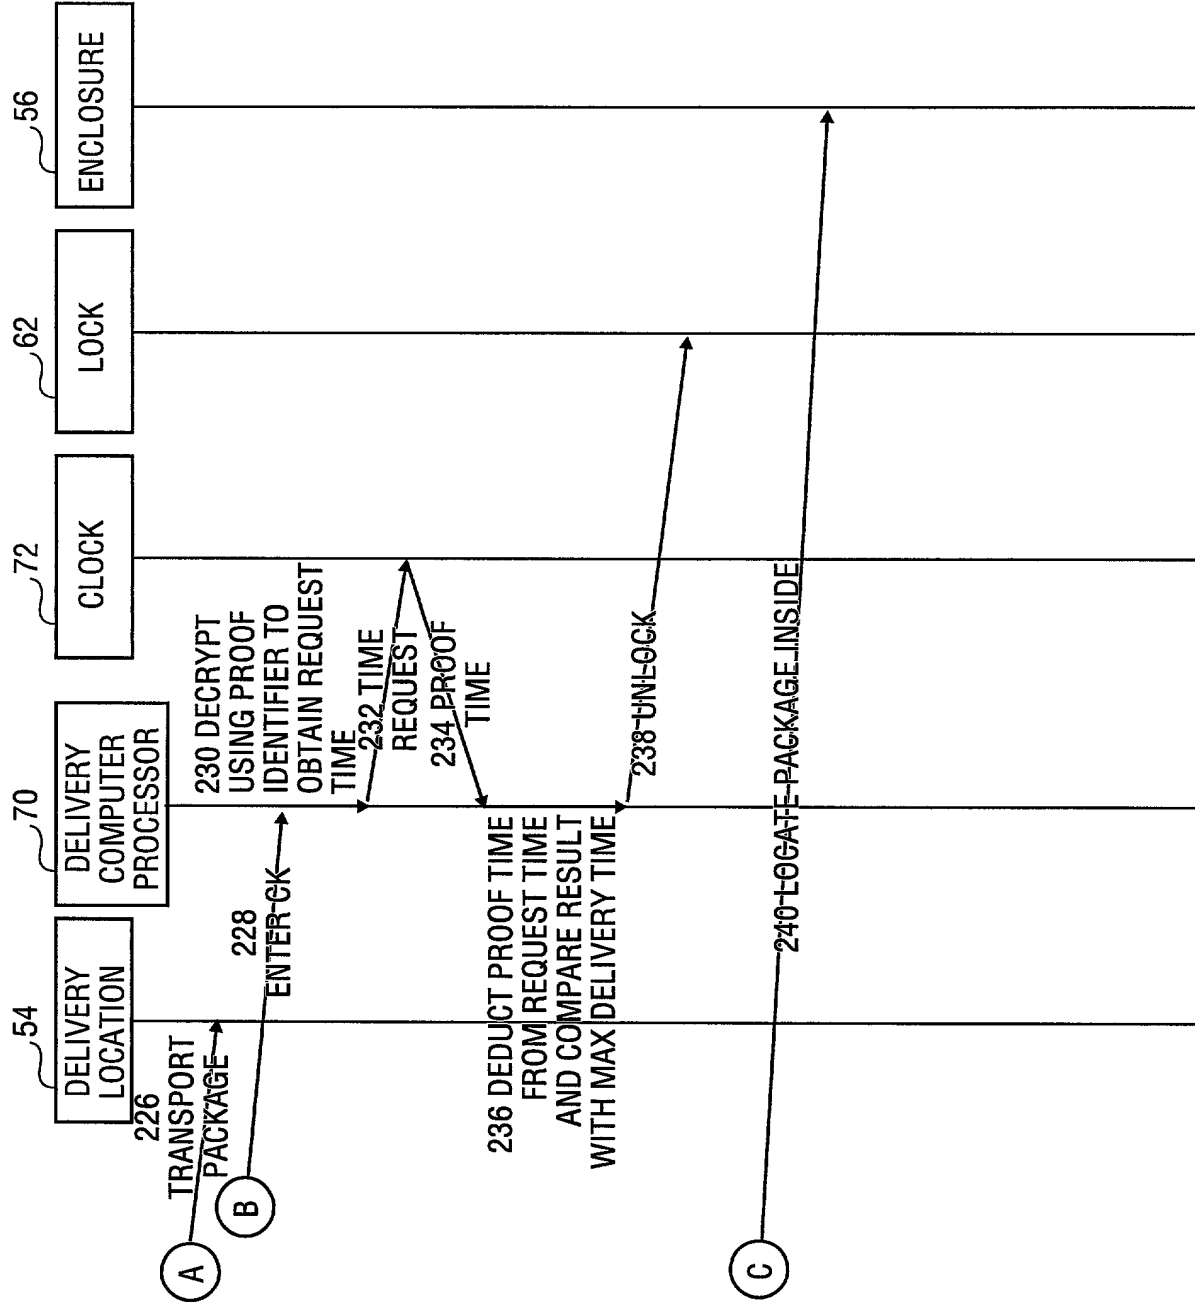 54
DELIVERY
LOCATION
70
DELIVERY
COMPUTER
PROCESSOR
72
CLOCK
62
LOCK
56
ENCLOSURE
A
226
TRANSPORT
PACKAGE
B
228
ENTER CK
230 DECRYPT
USING PROOF
IDENTIFIER TO
OBTAIN REQUEST
TIME
232 TIME
REQUEST
234 PROOF
TIME
236 DEDUCT PROOF TIME
FROM REQUEST TIME
AND COMPARE RESULT
WITH MAX DELIVERY TIME
238 UNLOCK
C
240 LOCATE PACKAGE INSIDE